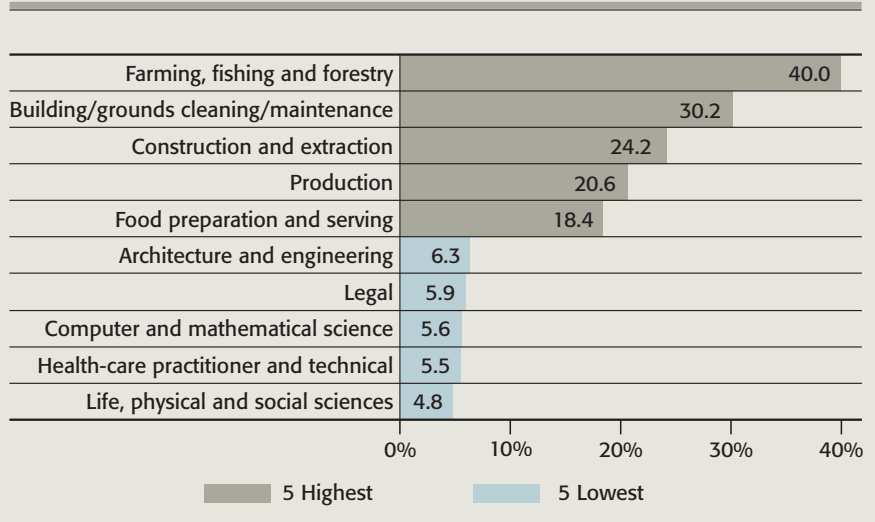 Farming, fishing and forestry 40.0
Building/grounds cleaning/maintenance 30.2
Construction and extraction 24.2
Production 20.6
Food preparation and serving 18.4
Architecture and engineering 6.3
Legal 5.9
Computer and mathematical science 5.6
Health-care practitioner and technical 5.5
Life, physical and social sciences 4.8
0% 10% 20% 30% 40%
5 Highest 5 Lowest